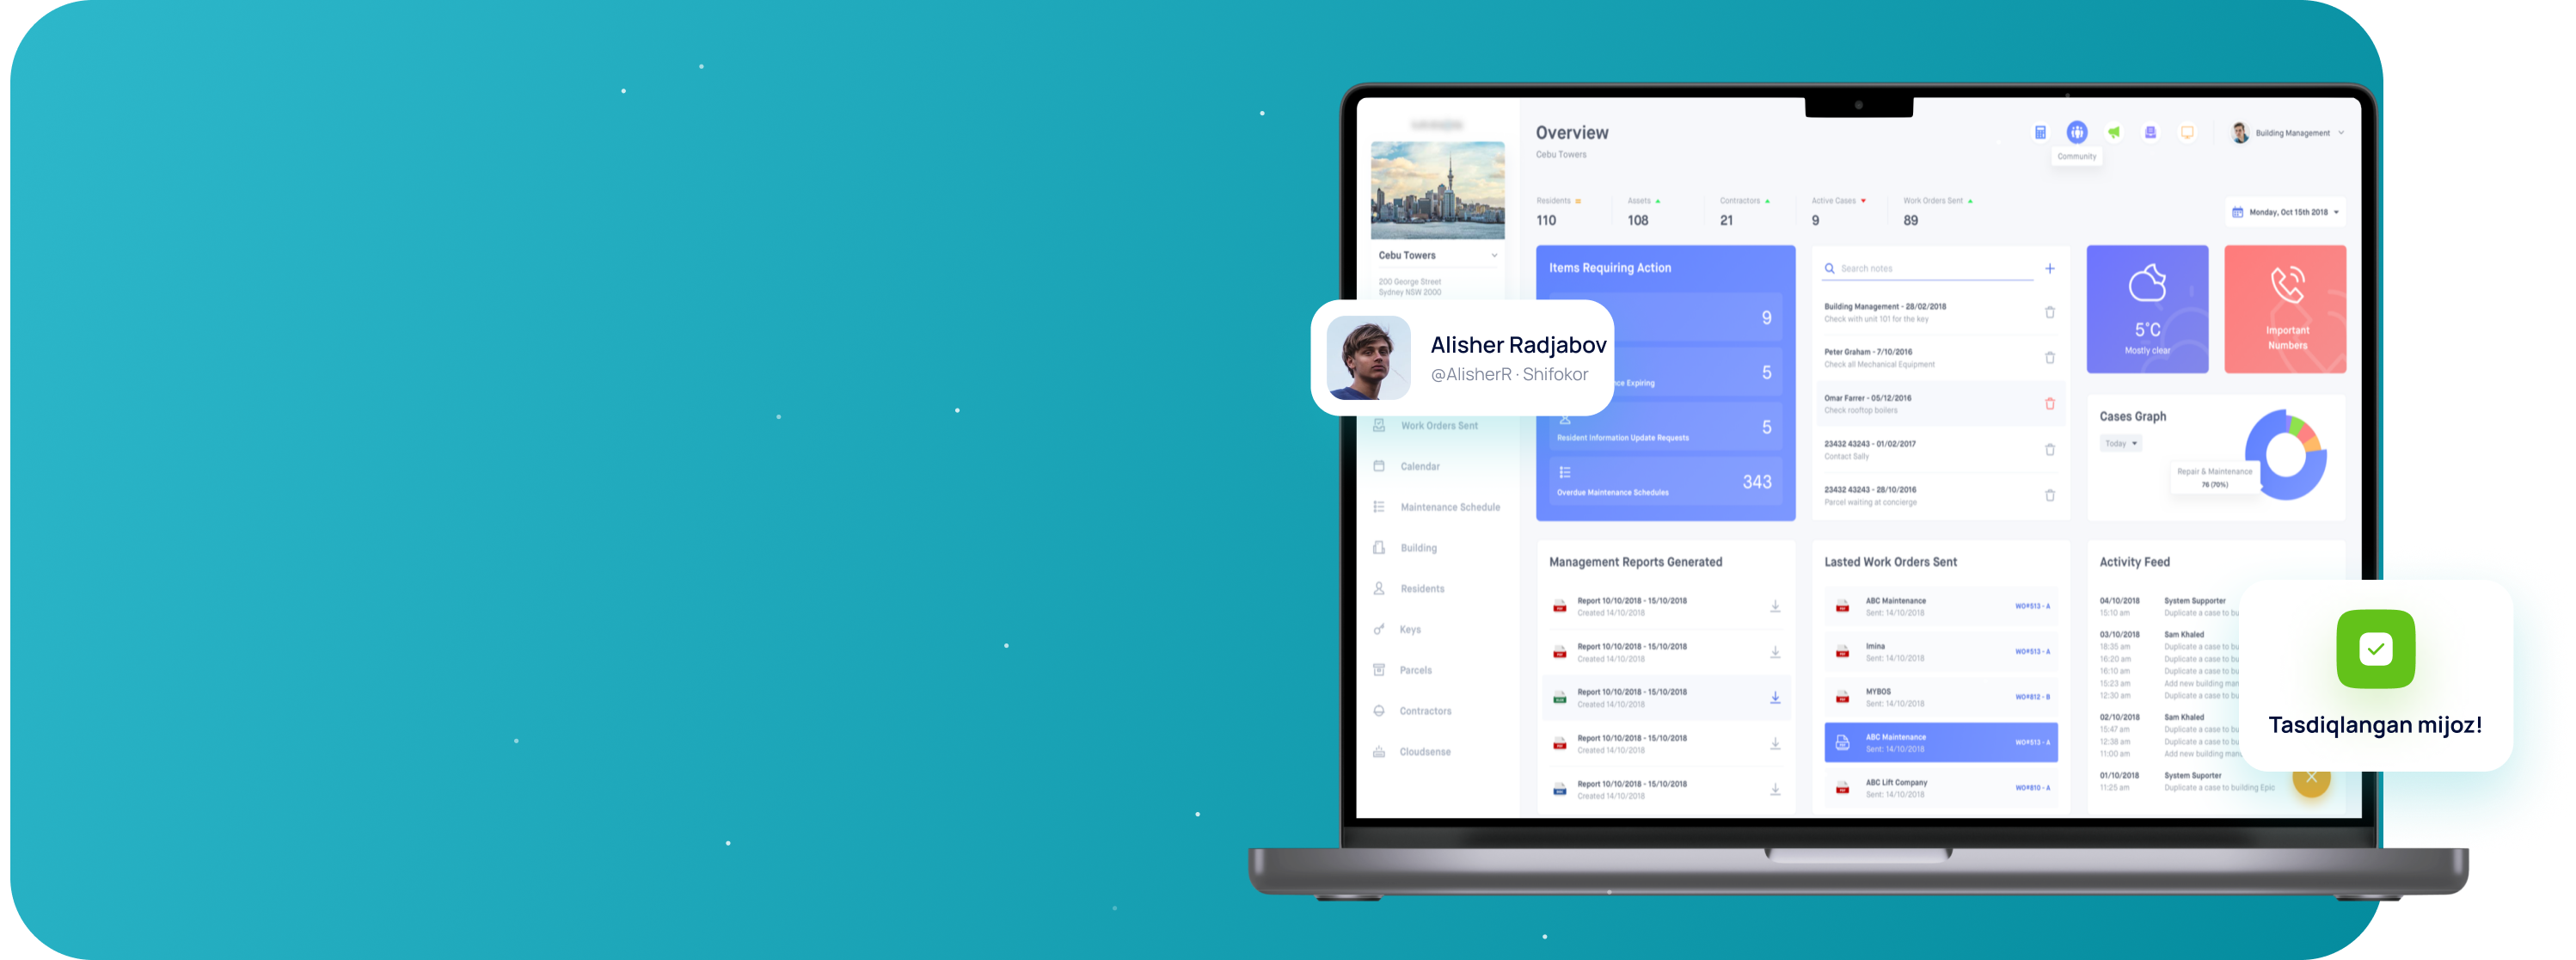 Overview
Cebu Towers
Community
Building Management
Residents
110
Assets
108
Contractors
21
Active Cases
9
Work Orders Sent
89
Monday, Oct 15th 2018
Cebu Towers
200 George Street
Sydney NSW 2000
Alisher Radjabov
@AlisherR · Shifokor
Work Orders Sent
Calendar
Maintenance Schedule
Building
Residents
Keys
Parcels
Contractors
Cloudsense
Items Requiring Action
9
Expiring
5
Resident Information Update Requests
5
Overdue Maintenance Schedules
343
Search notes
Building Management - 28/02/2018
Check with unit 101 for the key
Peter Graham - 7/10/2016
Check all Mechanical Equipment
Omar Farrer - 05/12/2016
Check rooftop boilers
23432 43243 - 01/02/2017
Contact Sally
23432 43243 - 28/10/2016
Parcel waiting at concierge
5°C
Mostly clear
Important
Numbers
Cases Graph
Today
Repair & Maintenance
76 (70%)
Management Reports Generated
Report 10/10/2018 - 15/10/2018
Created 14/10/2018
Report 10/10/2018 - 15/10/2018
Created 14/10/2018
Report 10/10/2018 - 15/10/2018
Created 14/10/2018
Report 10/10/2018 - 15/10/2018
Created 14/10/2018
Report 10/10/2018 - 15/10/2018
Created 14/10/2018
Lasted Work Orders Sent
ABC Maintenance
Sent: 14/10/2018
WO#513 - A
Imina
Sent: 14/10/2018
WO#513 - A
MYBOS
Sent: 14/10/2018
WO#812 - B
ABC Maintenance
Sent: 14/10/2018
WO#513 - A
ABC Lift Company
Sent: 14/10/2018
WO#810 - A
Activity Feed
04/10/2018 System Supporter
15:10 am Duplicate a case to
03/10/2018 Sam Khaled
18:35 am Duplicate a case to
16:20 am Duplicate a case to
16:10 am Duplicate a case to
15:23 am Add new building
12:30 am Duplicate a case to
02/10/2018 Sam Khaled
15:47 am Duplicate a case to
12:38 am Duplicate a case to
11:00 am Add new building
01/10/2018 System Suporter
11:25 am Duplicate a case to building Epic
Tasdiqlangan mijoz!